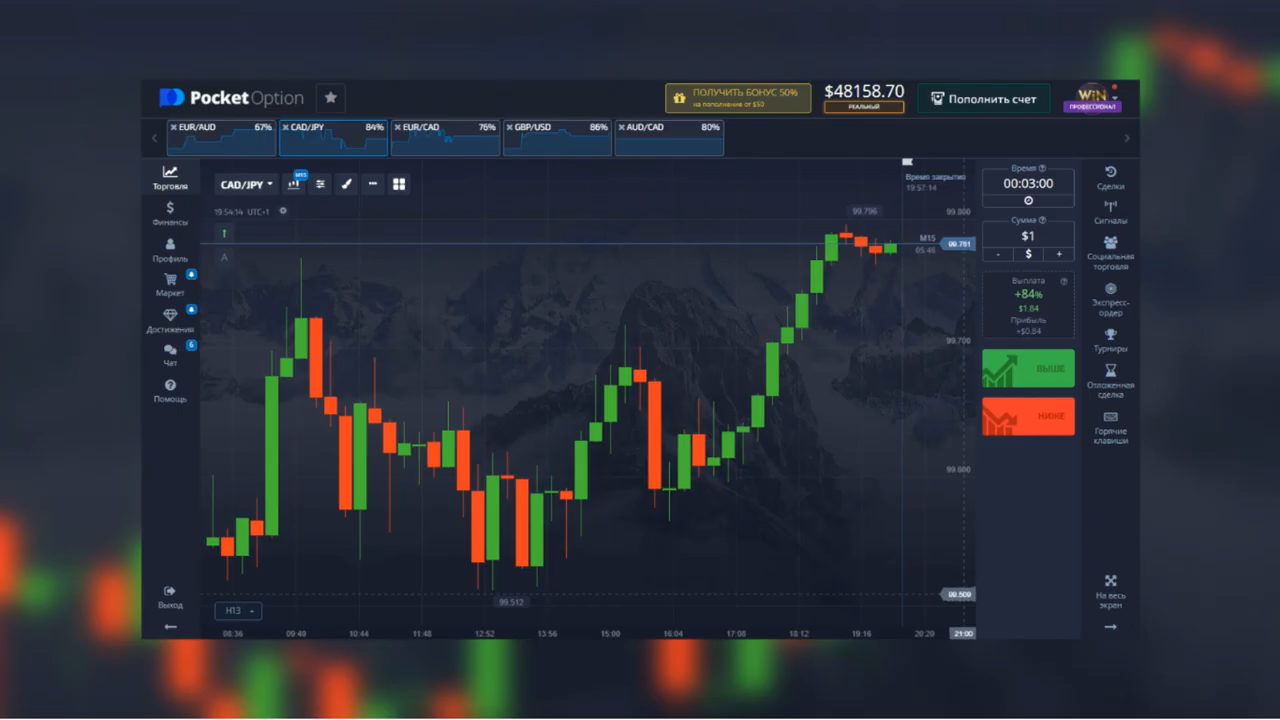 PocketOption
ПОЛУЧИТЬ БОНУС 50%
на пополнение от $50
$48158.70
РЕАЛЬНЫЙ
Пополнить счет
WiN
ПРОФЕССИОНАЛ
EUR/AUD 67%
CAD/JPY 84%
EUR/CAD 76%
GBP/USD 86%
AUD/CAD 80%
Торговля
Финансы
Профиль
Маркет
Достижения
6
Чат
Помощь
Выход
CAD/JPY
M15
19:54:14 UTC+1
A
Время закрытия
19:57:14
99.796
99.800
M15
05:46
99.781
99.700
99.600
99.512
99.509
H13
08:36 09:40 10:44 11:48 12:52 13:56 15:00 16:04 17:08 18:12 19:16 20:20 21:00
Время
00:03:00
Сумма
$1
- $ +
Выплата
+84%
$1.84
Прибыль
+$0.84
ВЫШЕ
НИЖЕ
Сделки
Сигналы
Социальная
торговля
Экспресс-
ордер
Турниры
Отложенная
сделка
Горячие
клавиши
На весь
экран